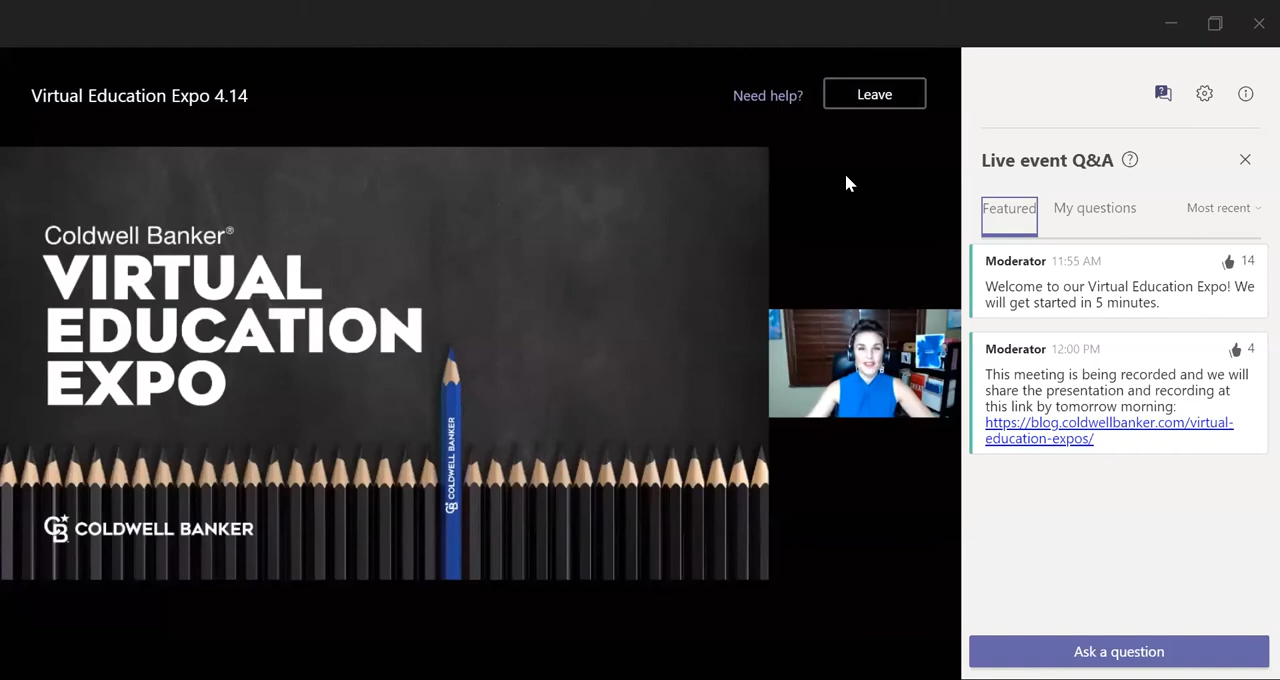 Virtual Education Expo 4.14
Need help?
Leave
Coldwell Banker®
VIRTUAL
EDUCATION
EXPO
COLDWELL BANKER
CB COLDWELL BANKER
Live event Q&A
Featured
My questions
Most recent
Moderator 11:55 AM
14
Welcome to our Virtual Education Expo! We
will get started in 5 minutes.
Moderator 12:00 PM
4
This meeting is being recorded and we will
share the presentation and recording at
this link by tomorrow morning:
https://blog.coldwellbanker.com/virtual-
education-expos/
Ask a question